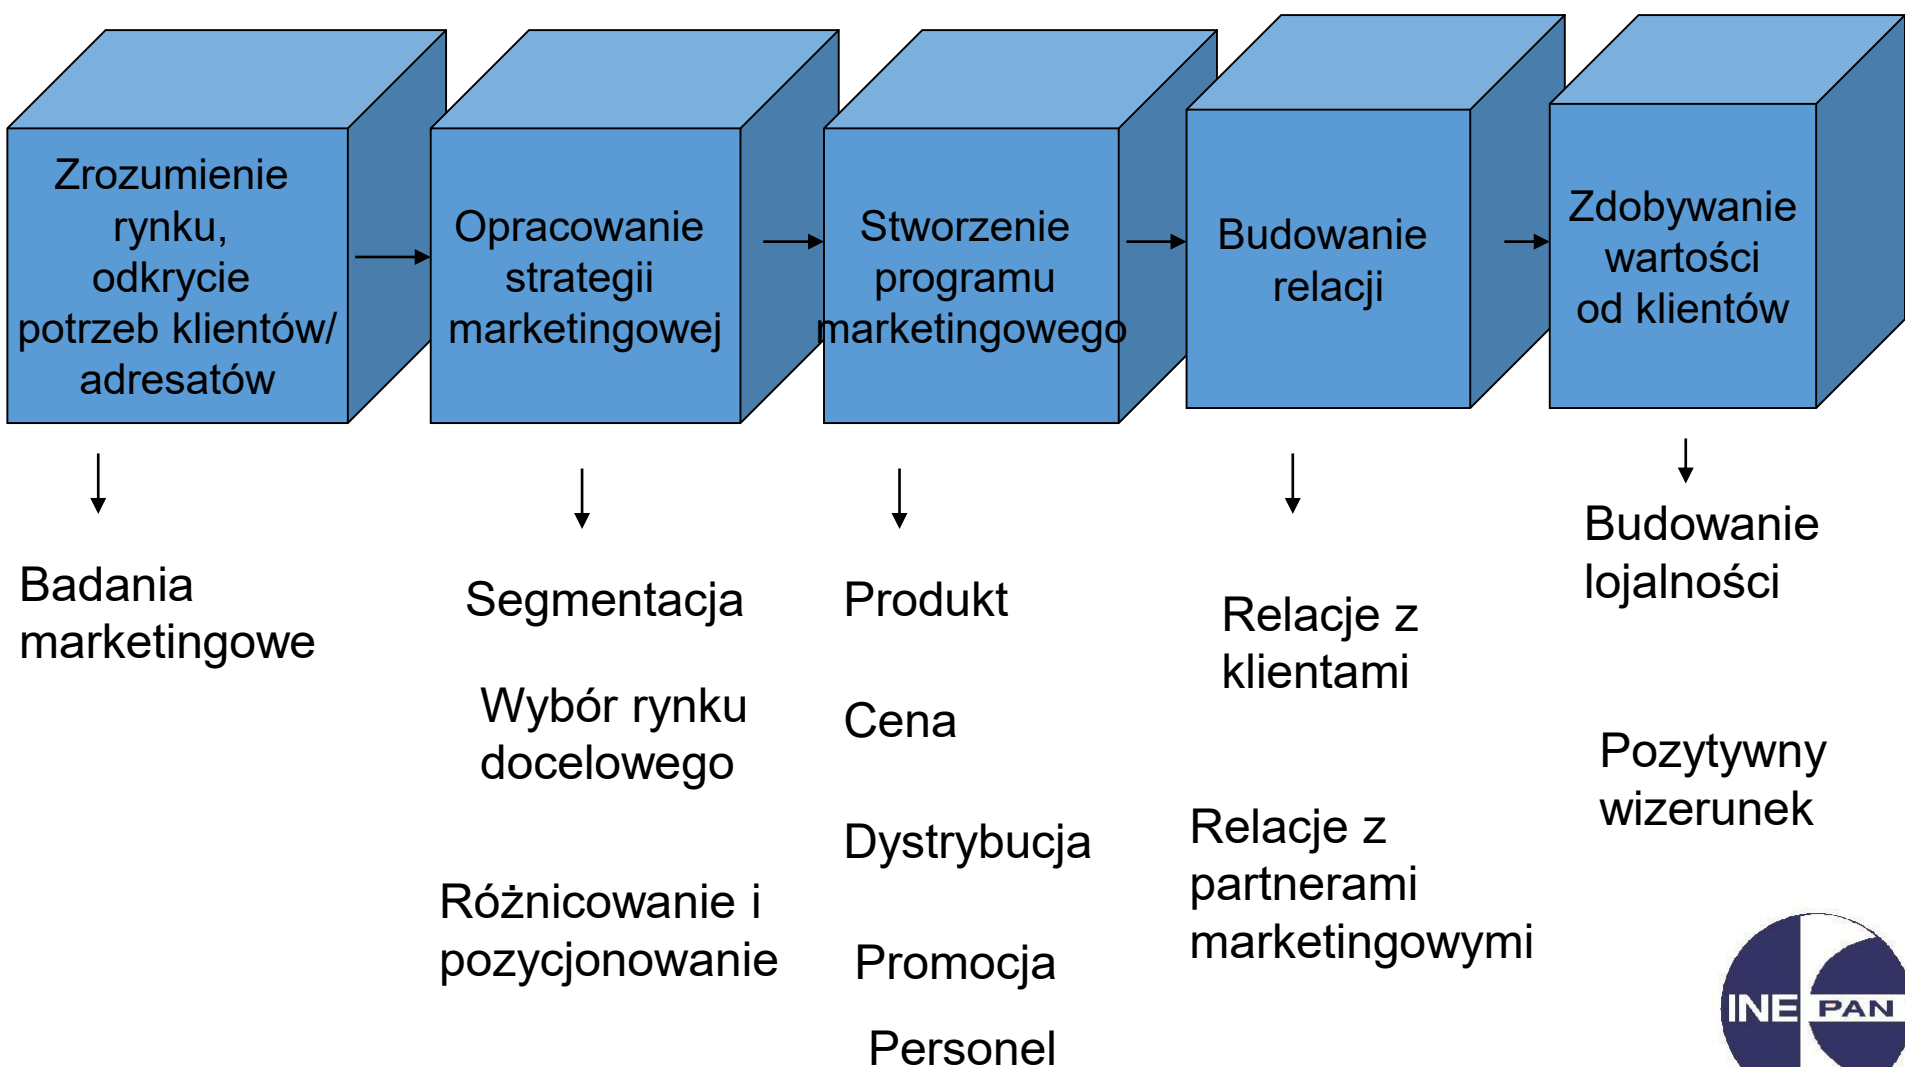 Zrozumienie
rynku,
odkrycie
potrzeb klientów/
adresatów
Opracowanie
strategii
marketingowej
Stworzenie
programu
marketingowego
Budowanie
relacji
Zdobywanie
wartości
od klientów
Badania
marketingowe
Segmentacja
Wybór rynku
docelowego
Różnicowanie i
pozycjonowanie
Produkt
Cena
Dystrybucja
Promocja
Personel
Relacje z
klientami
Relacje z
partnerami
marketingowymi
Budowanie
lojalności
Pozytywny
wizerunek
INE PAN